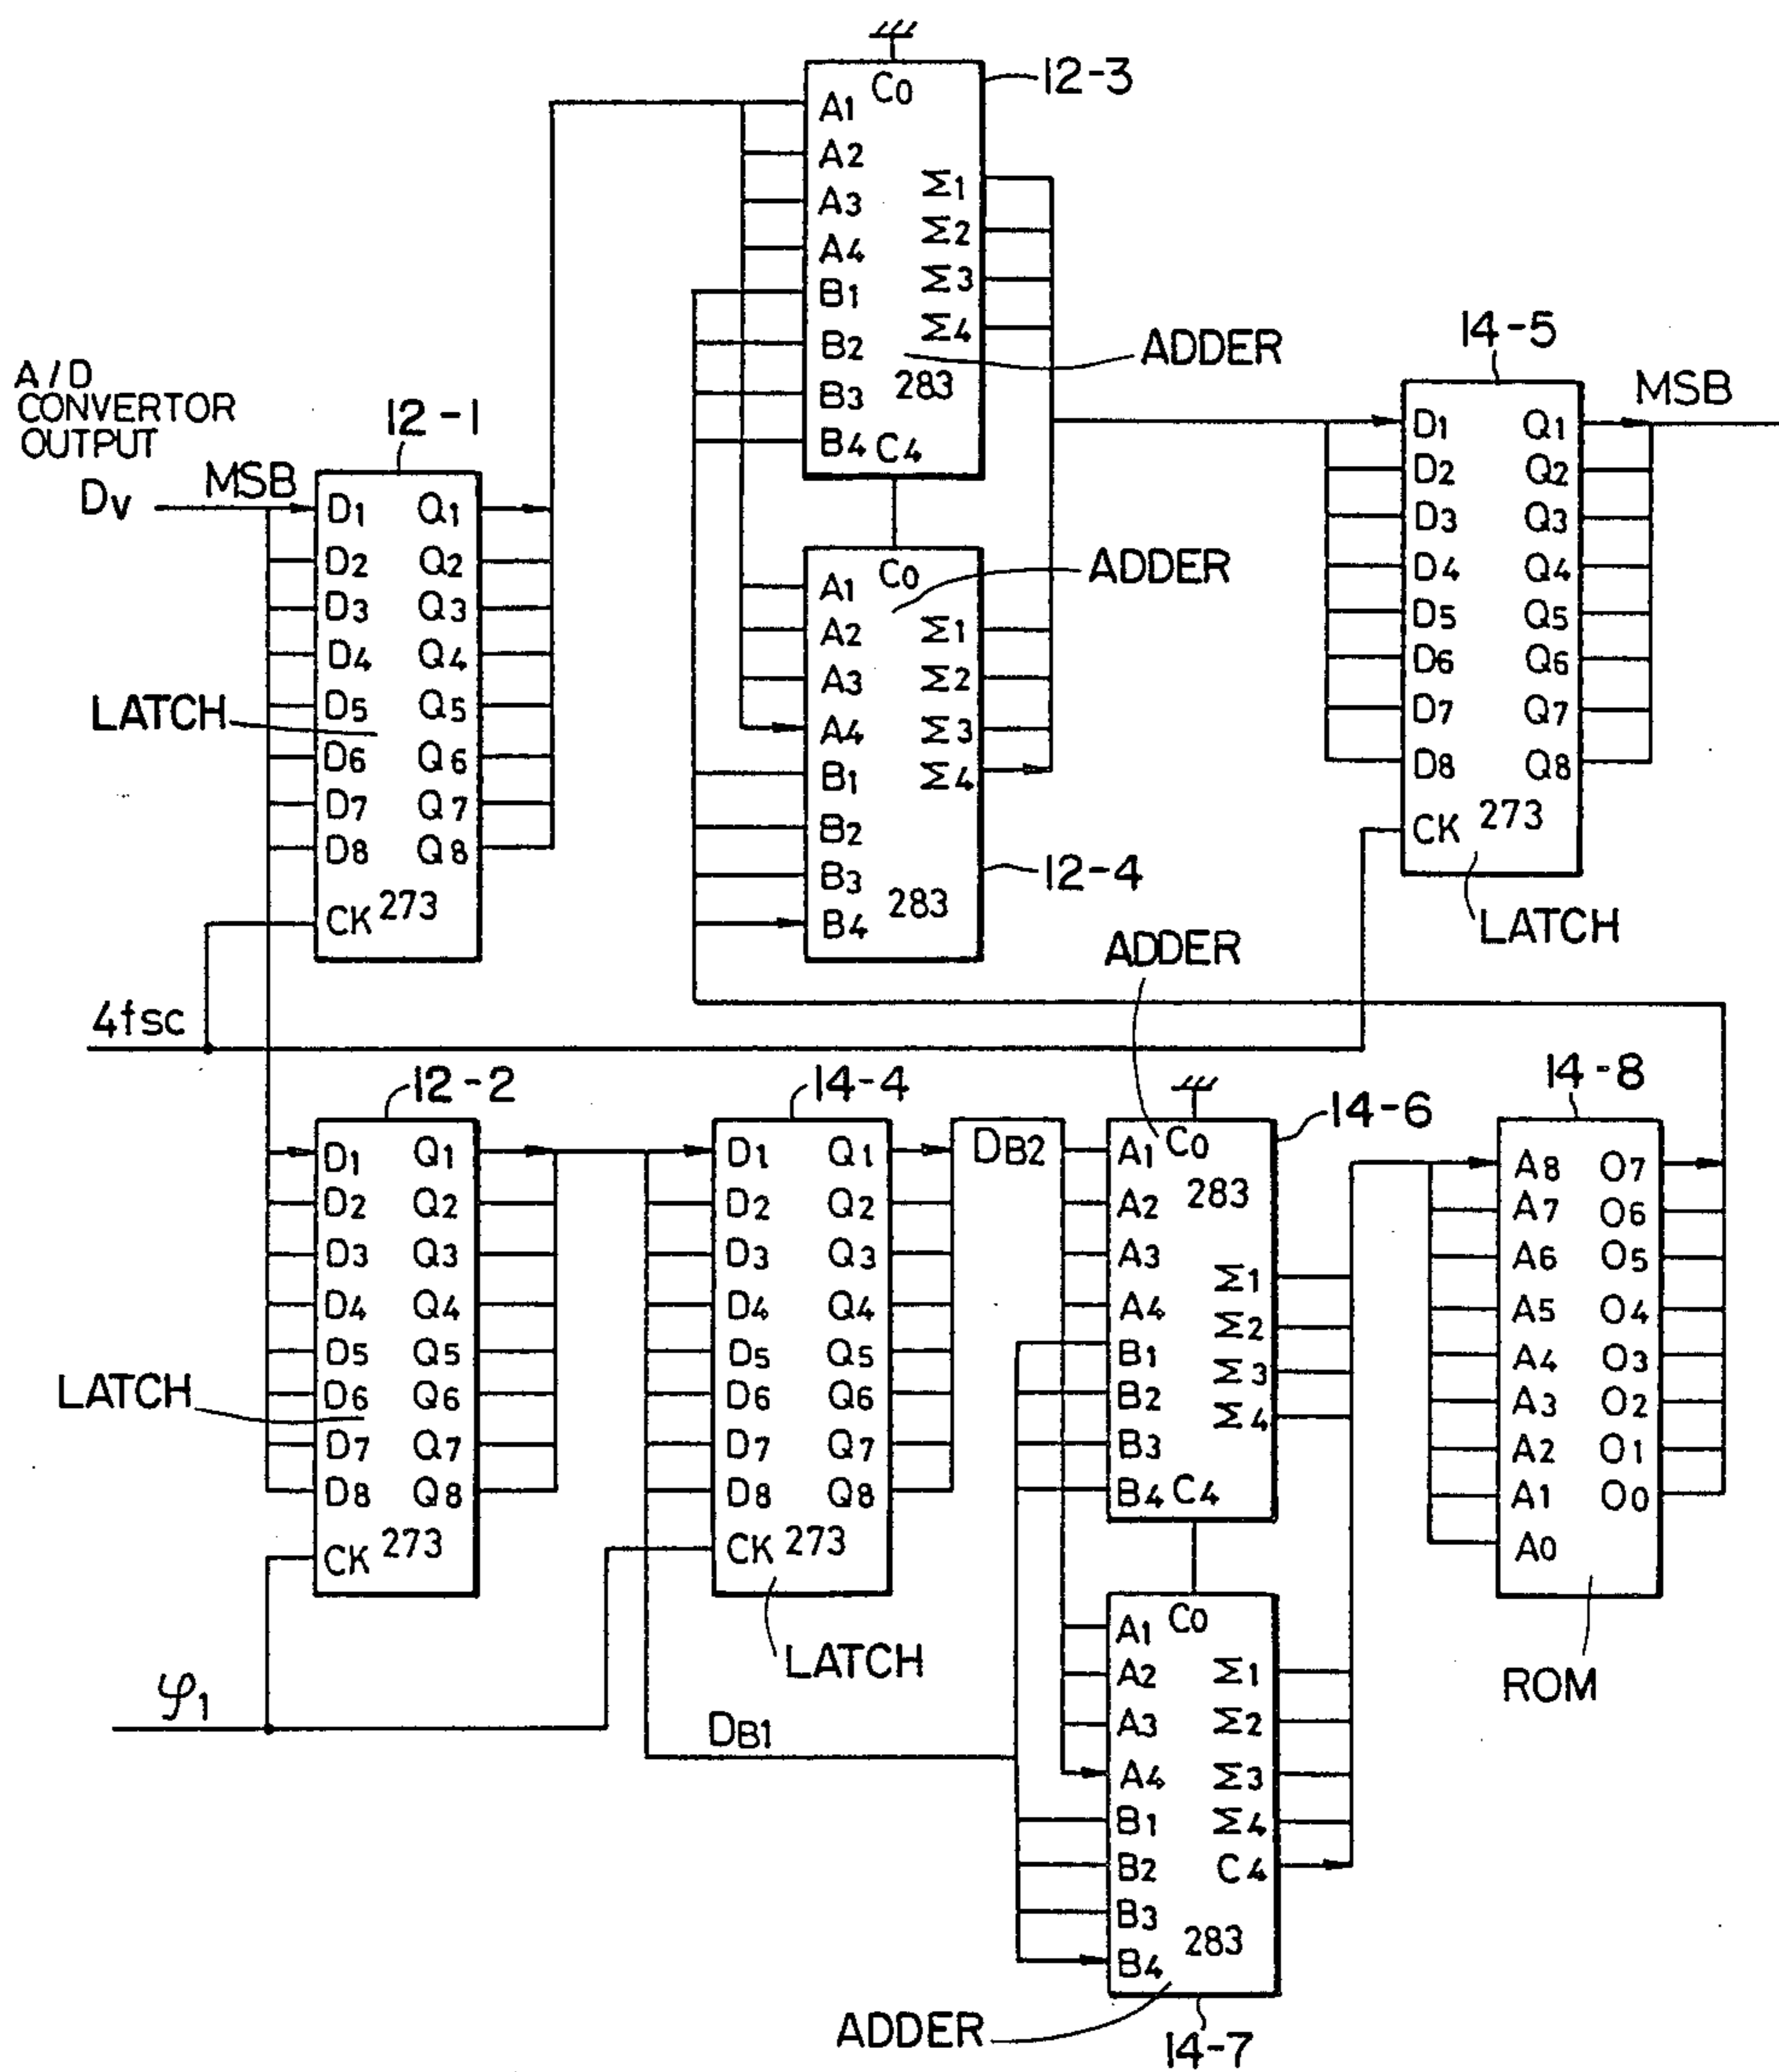 A/D
CONVERTOR
OUTPUT
Dv
MSB
12-1
D1 Q1
D2 Q2
D3 Q3
D4 Q4
D5 Q5
D6 Q6
D7 Q7
D8 Q8
CK 273
LATCH
4fsc
12-3
C0
A1
A2
A3
A4
B1
B2
B3
B4 C4
Σ1
Σ2
Σ3
Σ4
283
ADDER
12-4
C0
A1
A2
A3
A4
B1
B2
B3
B4
Σ1
Σ2
Σ3
Σ4
283
ADDER
14-5
MSB
D1 Q1
D2 Q2
D3 Q3
D4 Q4
D5 Q5
D6 Q6
D7 Q7
D8 Q8
CK 273
LATCH
12-2
D1 Q1
D2 Q2
D3 Q3
D4 Q4
D5 Q5
D6 Q6
D7 Q7
D8 Q8
CK 273
LATCH
φ1
14-4
D1 Q1
D2 Q2
D3 Q3
D4 Q4
D5 Q5
D6 Q6
D7 Q7
D8 Q8
CK 273
LATCH
DB2
DB1
ADDER
14-6
A1 C0
283
A2
A3
A4
B1
B2
B3
B4 C4
Σ1
Σ2
Σ3
Σ4
C0
A1
A2
A3
A4
B1
B2
B3
B4
Σ1
Σ2
Σ3
Σ4
C4
283
ADDER
14-7
14-8
A8 O7
A7 O6
A6 O5
A5 O4
A4 O3
A3 O2
A2 O1
A1 O0
A0
ROM